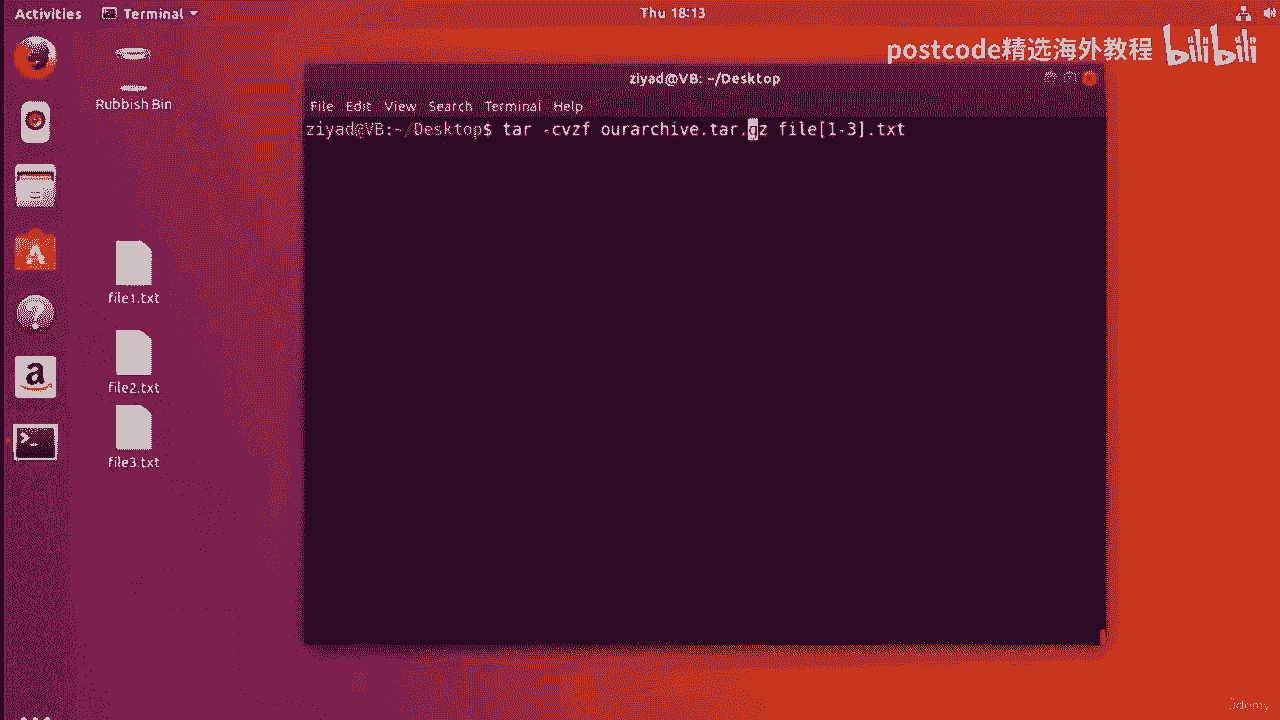 Activities Terminal Thu 18:13
postcode精选海外教程 bilibili
Rubbish Bin
ziyad@VB: ~/Desktop
File Edit View Search Terminal Help
ziyad@VB:~/Desktop$ tar -cvzf ourarchive.tar.gz file[1-3].txt
file1.txt
file2.txt
file3.txt
Udemy